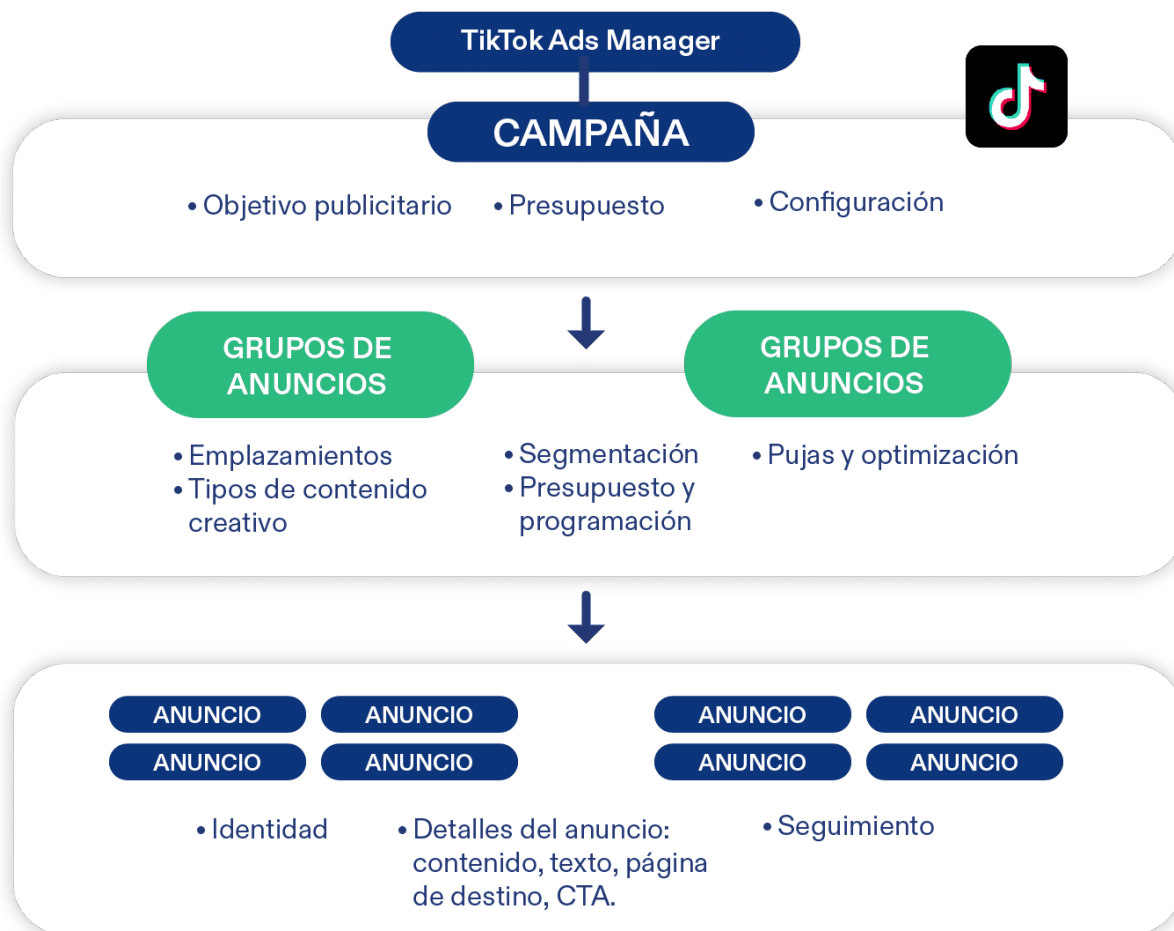 TikTok Ads Manager
CAMPAÑA
• Objetivo publicitario
• Presupuesto
• Configuración
GRUPOS DE
ANUNCIOS
GRUPOS DE
ANUNCIOS
• Emplazamientos
• Tipos de contenido
creativo
• Segmentación
• Presupuesto y
programación
• Pujas y optimización
ANUNCIO
ANUNCIO
ANUNCIO
ANUNCIO
ANUNCIO
ANUNCIO
ANUNCIO
ANUNCIO
• Identidad
• Detalles del anuncio:
contenido, texto, página
de destino, CTA.
• Seguimiento